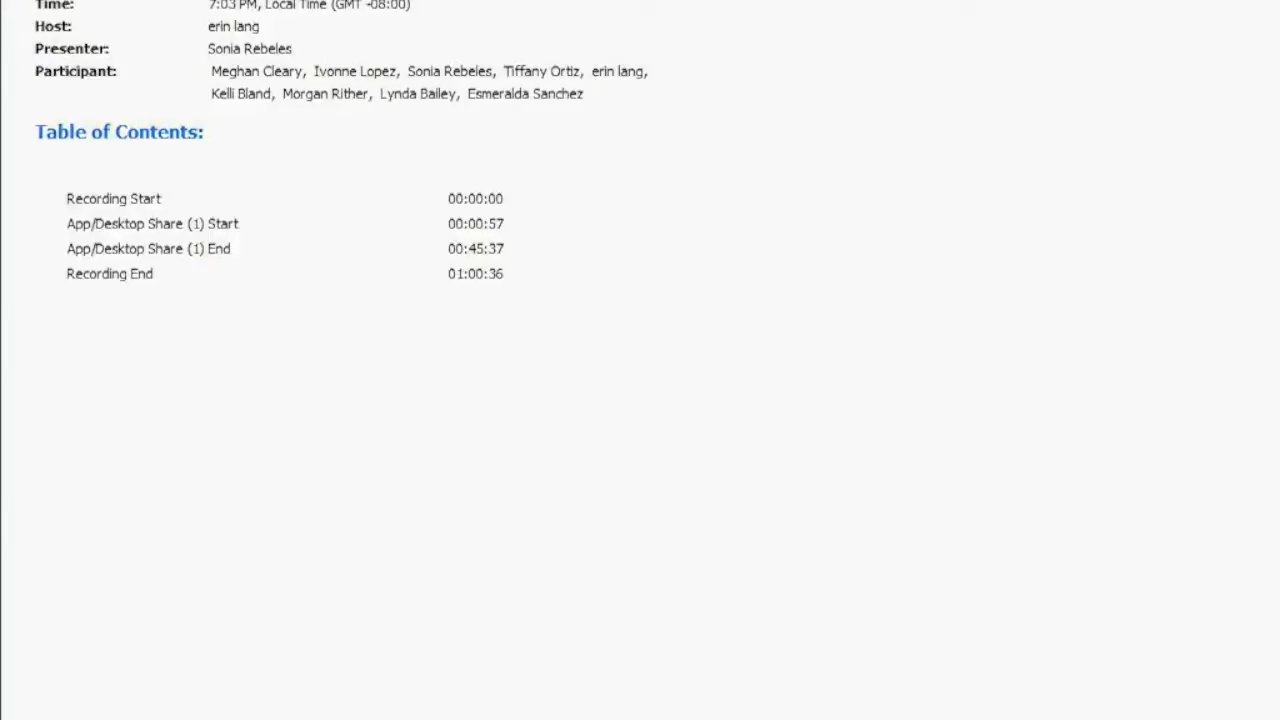 Time: 7:03 PM, Local Time (GMT -08:00)
Host: erin lang
Presenter: Sonia Rebeles
Participant: Meghan Cleary, Ivonne Lopez, Sonia Rebeles, Tiffany Ortiz, erin lang,
Kelli Bland, Morgan Rither, Lynda Bailey, Esmeralda Sanchez
Table of Contents:
Recording Start 00:00:00
App/Desktop Share (1) Start 00:00:57
App/Desktop Share (1) End 00:45:37
Recording End 01:00:36